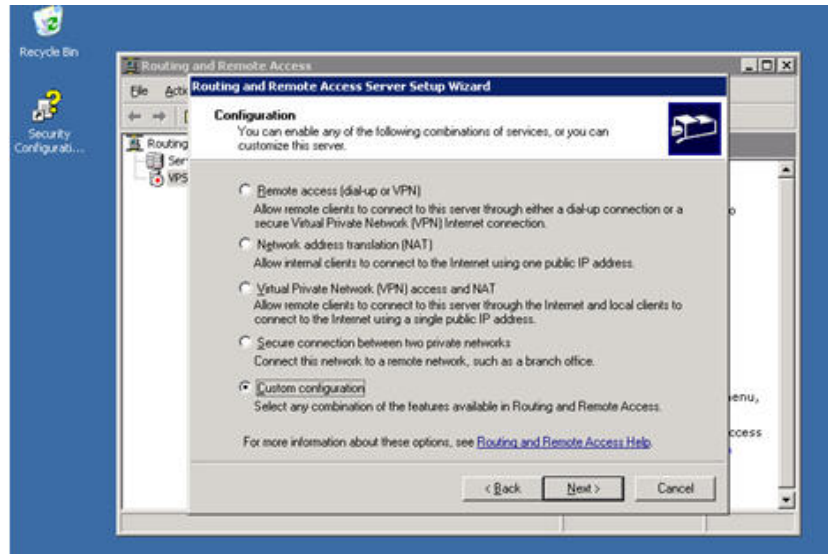 Recycle Bin
Security
Configurati...
Routing and Remote Access
File Acti
Routing and Remote Access Server Setup Wizard
Configuration
You can enable any of the following combinations of services, or you can
customize this server.
Routing
Ser
VPS
Remote access (dial-up or VPN)
Allow remote clients to connect to this server through either a dial-up connection or a
secure Virtual Private Network (VPN) Internet connection.
Network address translation (NAT)
Allow internal clients to connect to the Internet using one public IP address.
Virtual Private Network (VPN) access and NAT
Allow remote clients to connect to this server through the Internet and local clients to
connect to the Internet using a single public IP address.
Secure connection between two private networks
Connect this network to a remote network, such as a branch office.
Custom configuration
Select any combination of the features available in Routing and Remote Access.
For more information about these options, see Routing and Remote Access Help.
< Back Next > Cancel
o
enu,
ccess